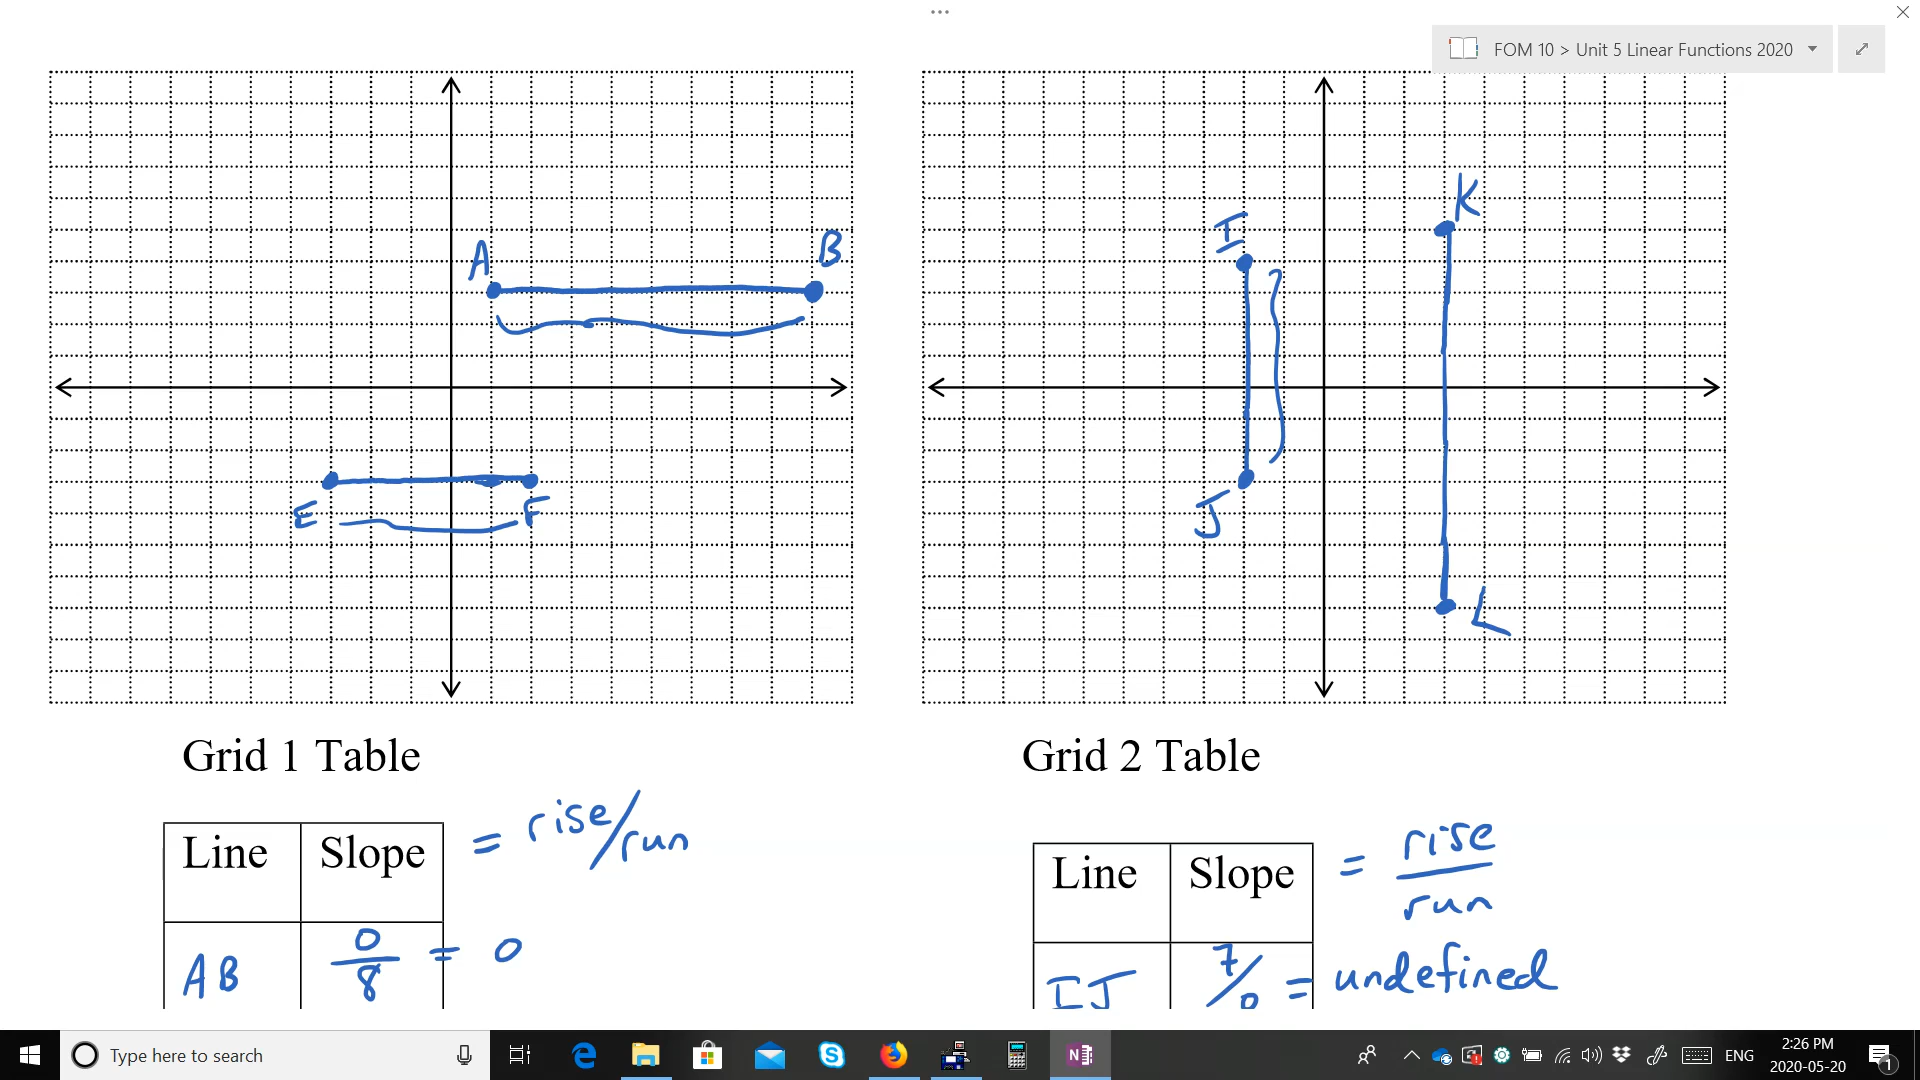 FOM 10 > Unit 5 Linear Functions 2020
A
B
E
F
I
J
K
L
Grid 1 Table
Line
Slope
= rise/run
AB
0/8 = 0
Grid 2 Table
Line
Slope
= rise
run
IJ
7/0 = undefined
Type here to search
ENG
2:26 PM
2020-05-20
1